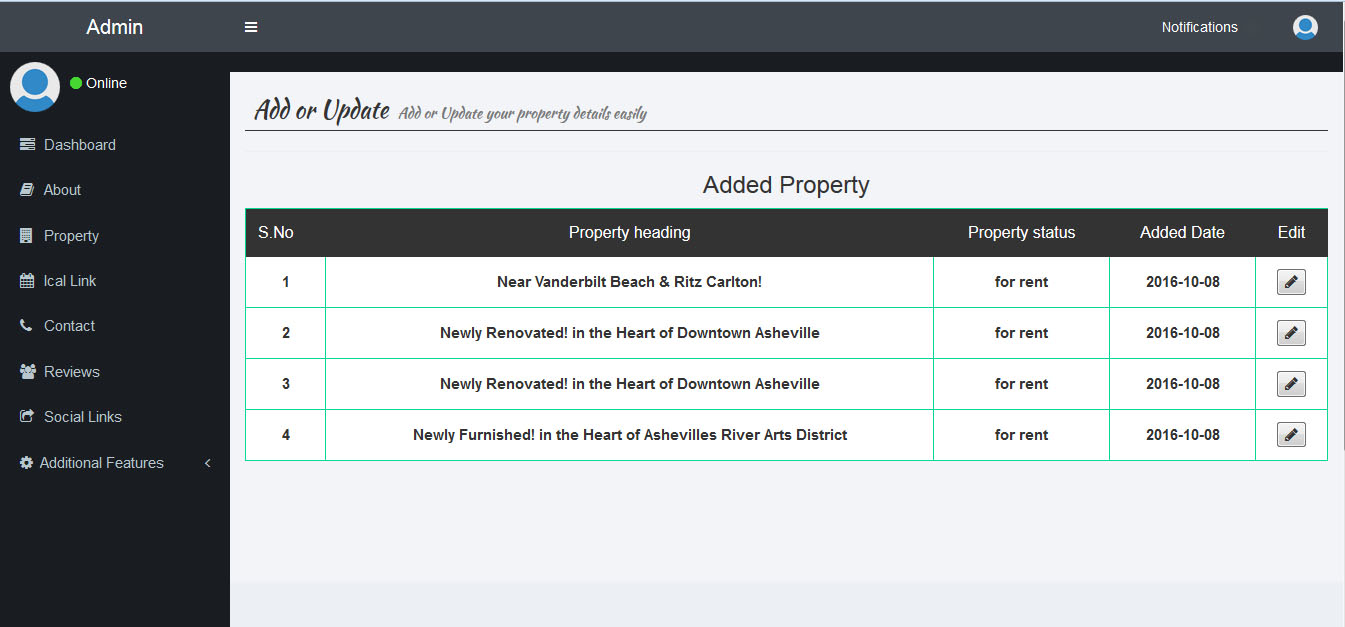 Admin
Notifications
Online
Dashboard
About
Property
Ical Link
Contact
Reviews
Social Links
Additional Features
Add or Update Add or Update your property details easily
Added Property
S.No Property heading Property status Added Date Edit
1 Near Vanderbilt Beach & Ritz Carlton! for rent 2016-10-08
2 Newly Renovated! in the Heart of Downtown Asheville for rent 2016-10-08
3 Newly Renovated! in the Heart of Downtown Asheville for rent 2016-10-08
4 Newly Furnished! in the Heart of Ashevilles River Arts District for rent 2016-10-08